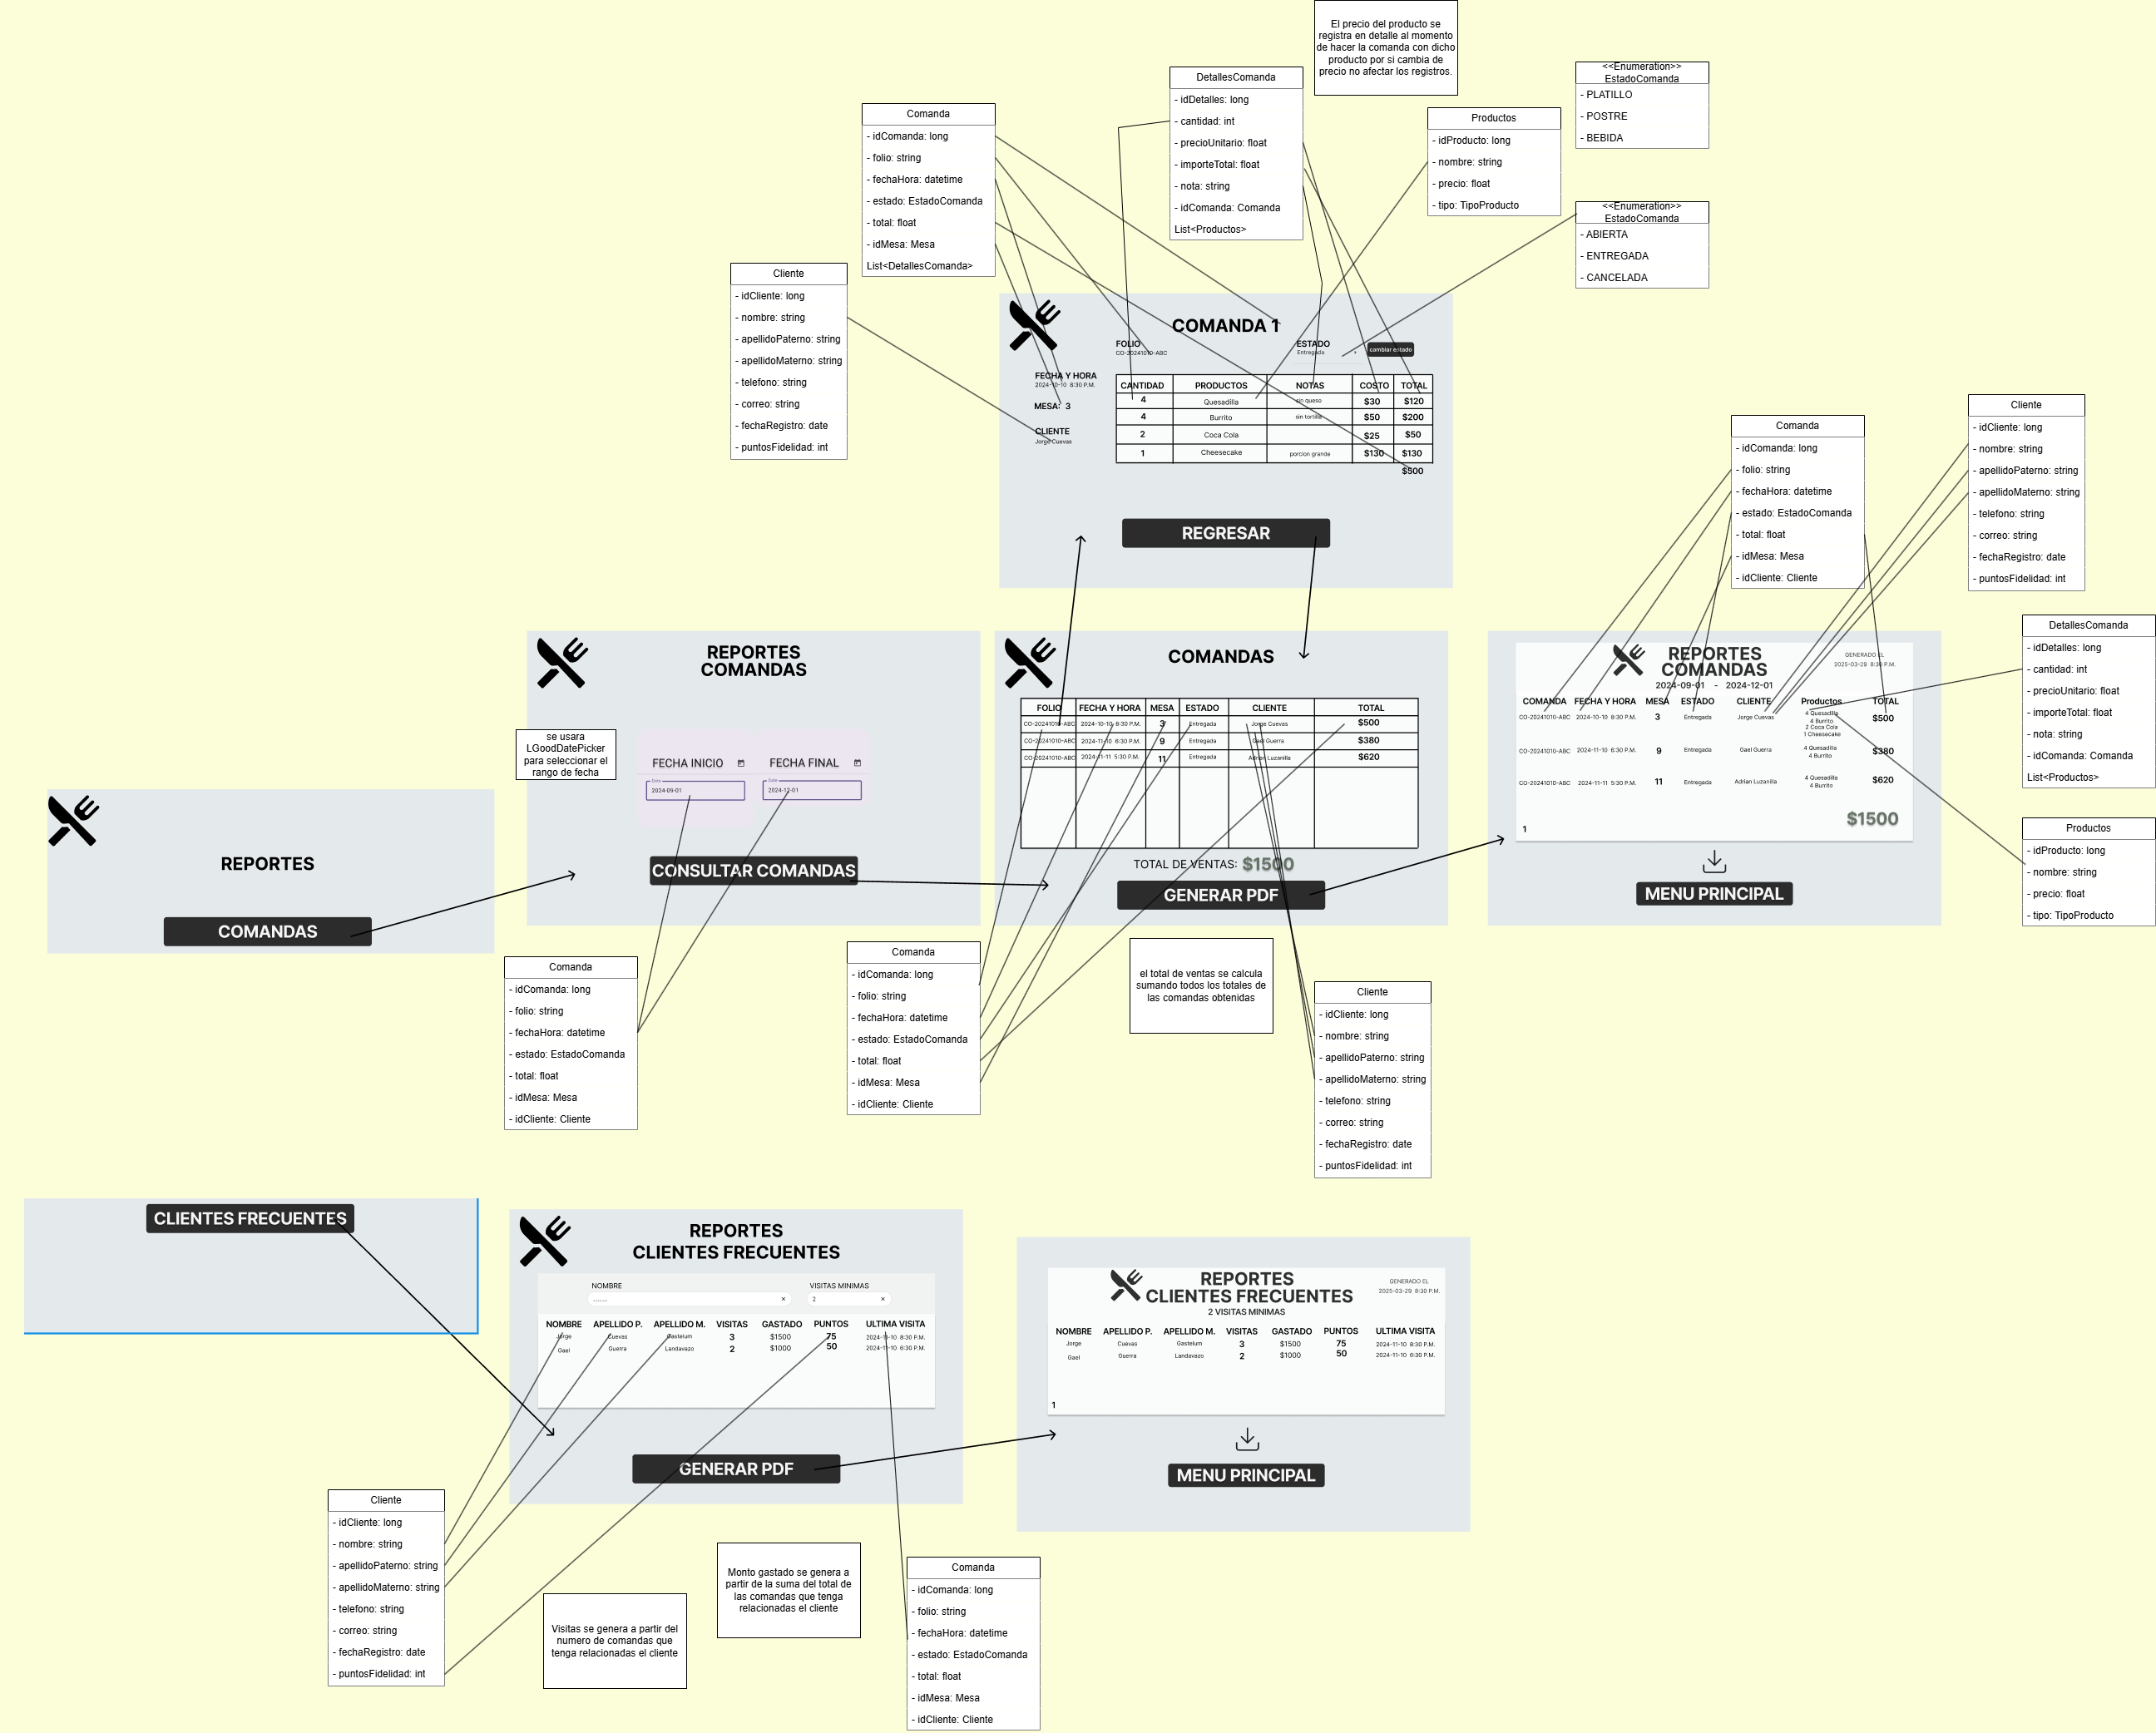 El precio del producto se
registra en detalle al momento
de hacer la comanda con dicho
producto por si cambia de
precio no afectar los registros.
<<Enumeration>>
EstadoComanda
- PLATILLO
- POSTRE
- BEBIDA
DetallesComanda
- idDetalles: long
- cantidad: int
- precioUnitario: float
- importeTotal: float
- nota: string
- idComanda: Comanda
List<Productos>
Comanda
- idComanda: long
- folio: string
- fechaHora: datetime
- estado: EstadoComanda
- total: float
- idMesa: Mesa
List<DetallesComanda>
Productos
- idProducto: long
- nombre: string
- precio: float
- tipo: TipoProducto
<<Enumeration>>
EstadoComanda
- ABIERTA
- ENTREGADA
- CANCELADA
Cliente
- idCliente: long
- nombre: string
- apellidoPaterno: string
- apellidoMaterno: string
- telefono: string
- correo: string
- fechaRegistro: date
- puntosFidelidad: int
COMANDA 1
FOLIO
CO-20241010-ABC
ESTADO
Entregada
cambiar estado
FECHA Y HORA
2024-10-10 8:30 P.M.
MESA: 3
CLIENTE
Jorge Cuevas
CANTIDAD PRODUCTOS NOTAS COSTO TOTAL
4 Quesadilla sin queso $30 $120
4 Burrito sin tortilla $50 $200
2 Coca Cola $25 $50
1 Cheesecake porcion grande $130 $130
$500
REGRESAR
Comanda
- idComanda: long
- folio: string
- fechaHora: datetime
- estado: EstadoComanda
- total: float
- idMesa: Mesa
- idCliente: Cliente
Cliente
- idCliente: long
- nombre: string
- apellidoPaterno: string
- apellidoMaterno: string
- telefono: string
- correo: string
- fechaRegistro: date
- puntosFidelidad: int
DetallesComanda
- idDetalles: long
- cantidad: int
- precioUnitario: float
- importeTotal: float
- nota: string
- idComanda: Comanda
List<Productos>
Productos
- idProducto: long
- nombre: string
- precio: float
- tipo: TipoProducto
REPORTES
COMANDAS
se usara
LGoodDatePicker
para seleccionar el
rango de fecha
REPORTES
COMANDAS
FECHA INICIO
Date
2024-09-01
FECHA FINAL
Date
2024-12-01
CONSULTAR COMANDAS
COMANDAS
FOLIO FECHA Y HORA MESA ESTADO CLIENTE TOTAL
CO-20241010-ABC 2024-10-10 8:30 P.M. 3 Entregada Jorge Cuevas $500
CO-20241010-ABC 2024-11-10 6:30 P.M. 9 Entregada Gael Guerra $380
CO-20241010-ABC 2024-11-11 5:30 P.M. 11 Entregada Adrian Luzanilla $620
TOTAL DE VENTAS: $1500
GENERAR PDF
REPORTES
COMANDAS
2024-09-01 - 2024-12-01
GENERADO EL
2025-03-29 8:30 P.M.
COMANDA FECHA Y HORA MESA ESTADO CLIENTE Productos TOTAL
CO-20241010-ABC 2024-10-10 8:30 P.M. 3 Entregada Jorge Cuevas 4 Quesadilla $500
4 Burrito
2 Coca Cola
1 Cheesecake
CO-20241010-ABC 2024-11-10 6:30 P.M. 9 Entregada Gael Guerra 4 Quesadilla $380
4 Burrito
CO-20241010-ABC 2024-11-11 5:30 P.M. 11 Entregada Adrian Luzanilla 4 Quesadilla $620
4 Burrito
$1500
1
MENU PRINCIPAL
Comanda
- idComanda: long
- folio: string
- fechaHora: datetime
- estado: EstadoComanda
- total: float
- idMesa: Mesa
- idCliente: Cliente
Comanda
- idComanda: long
- folio: string
- fechaHora: datetime
- estado: EstadoComanda
- total: float
- idMesa: Mesa
- idCliente: Cliente
el total de ventas se calcula
sumando todos los totales de
las comandas obtenidas
Cliente
- idCliente: long
- nombre: string
- apellidoPaterno: string
- apellidoMaterno: string
- telefono: string
- correo: string
- fechaRegistro: date
- puntosFidelidad: int
CLIENTES FRECUENTES
REPORTES
CLIENTES FRECUENTES
NOMBRE VISITAS MINIMAS
2
NOMBRE APELLIDO P. APELLIDO M. VISITAS GASTADO PUNTOS ULTIMA VISITA
Jorge Cuevas Gastelum 3 $1500 75 2024-11-10 8:30 P.M.
Gael Guerra Landavazo 2 $1000 50 2024-11-10 6:30 P.M.
GENERAR PDF
REPORTES
CLIENTES FRECUENTES
2 VISITAS MINIMAS
GENERADO EL
2025-03-29 8:30 P.M.
NOMBRE APELLIDO P. APELLIDO M. VISITAS GASTADO PUNTOS ULTIMA VISITA
Jorge Cuevas Gastelum 3 $1500 75 2024-11-10 8:30 P.M.
Gael Guerra Landavazo 2 $1000 50 2024-11-10 6:30 P.M.
1
MENU PRINCIPAL
Cliente
- idCliente: long
- nombre: string
- apellidoPaterno: string
- apellidoMaterno: string
- telefono: string
- correo: string
- fechaRegistro: date
- puntosFidelidad: int
Visitas se genera a partir del
numero de comandas que
tenga relacionadas el cliente
Monto gastado se genera a
partir de la suma del total de
las comandas que tenga
relacionadas el cliente
Comanda
- idComanda: long
- folio: string
- fechaHora: datetime
- estado: EstadoComanda
- total: float
- idMesa: Mesa
- idCliente: Cliente